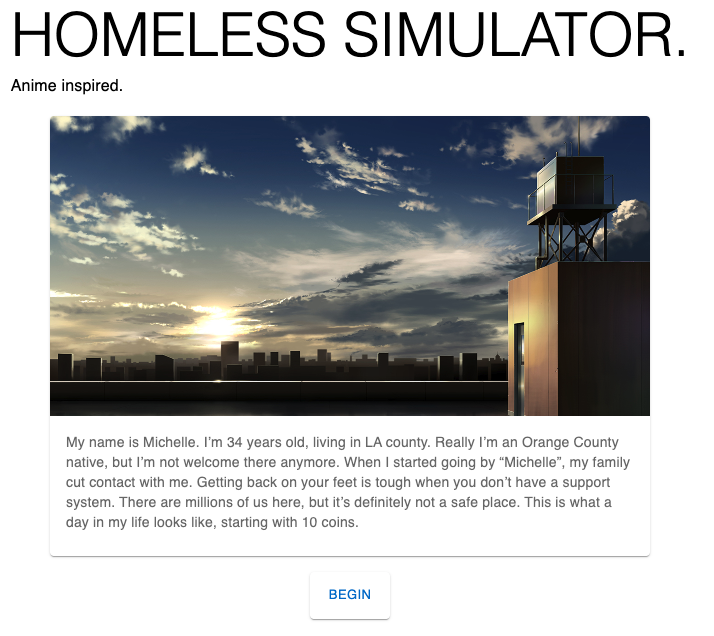 HOMELESS SIMULATOR.
Anime inspired.
My name is Michelle. I’m 34 years old, living in LA county. Really I’m an Orange County
native, but I’m not welcome there anymore. When I started going by “Michelle”, my family
cut contact with me. Getting back on your feet is tough when you don’t have a support
system. There are millions of us here, but it’s definitely not a safe place. This is what a
day in my life looks like, starting with 10 coins.
BEGIN